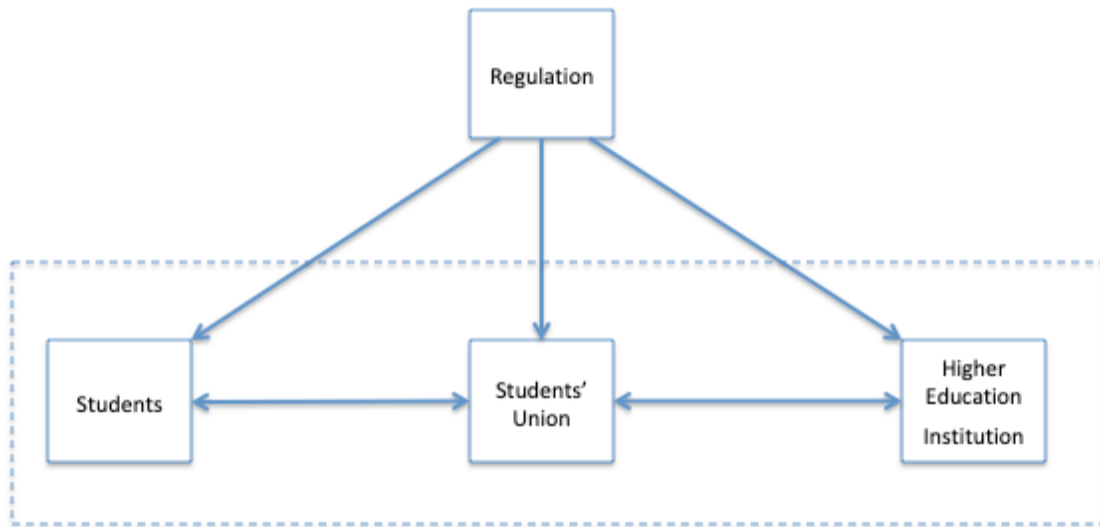 Regulation
Students
Students’
Union
Higher
Education
Institution